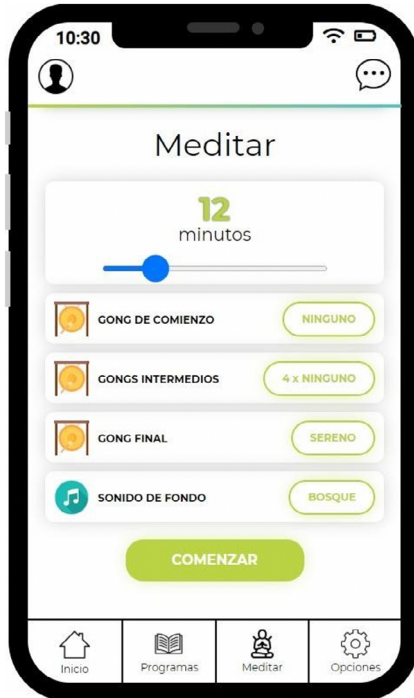 10:30
Meditar
12
minutos
GONG DE COMIENZO
NINGUNO
GONGS INTERMEDIOS
4 x NINGUNO
GONG FINAL
SERENO
SONIDO DE FONDO
BOSQUE
COMENZAR
Inicio
Programas
Meditar
Opciones